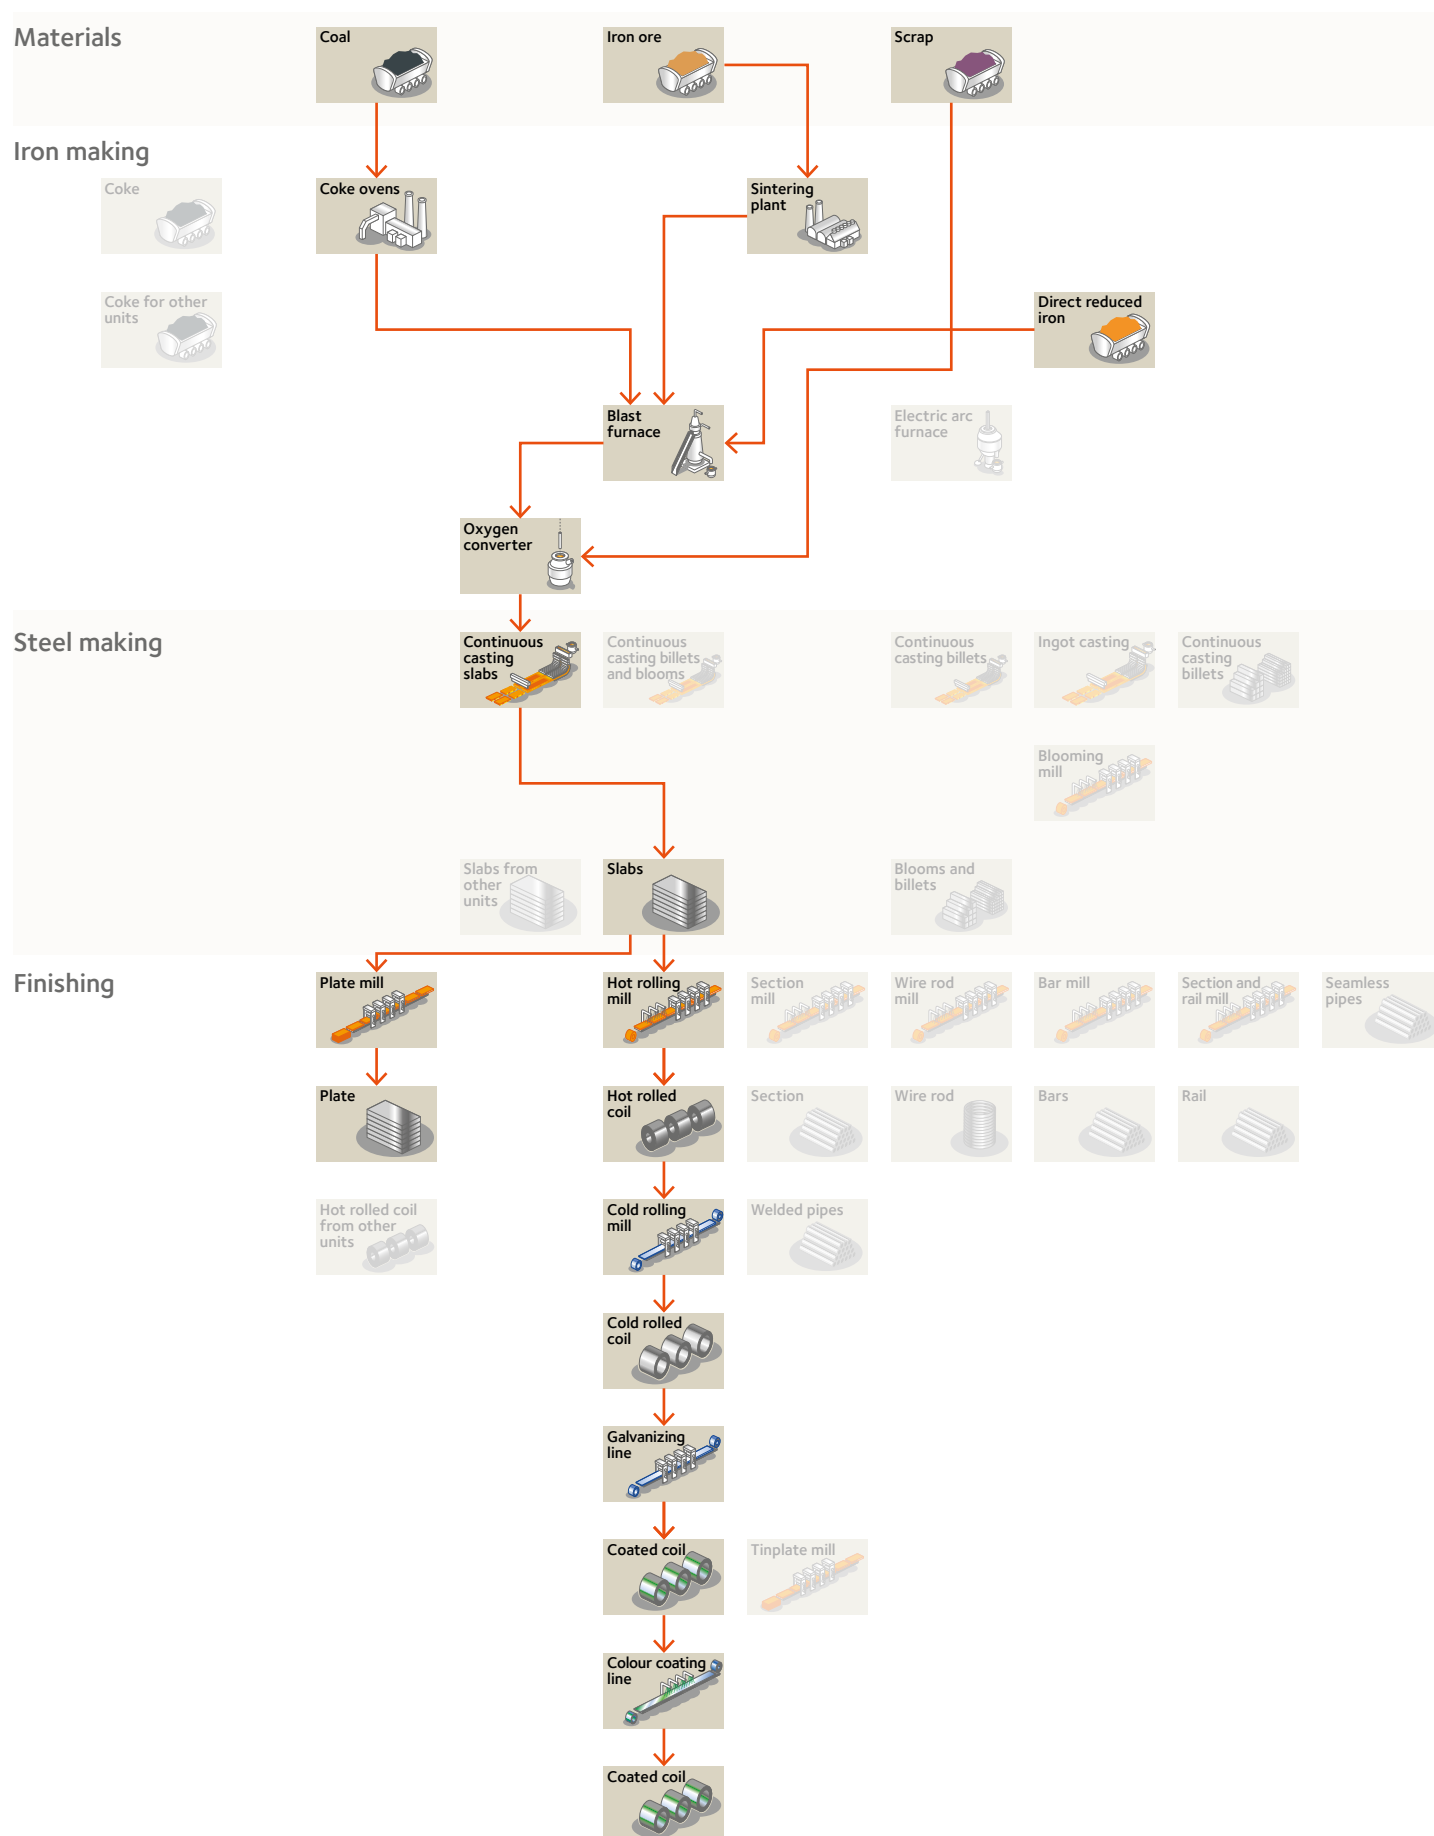 Materials
Coal
Iron ore
Scrap
Iron making
Coke
Coke ovens
Sintering
plant
Coke for other
units
Direct reduced
iron
Blast
furnace
Electric arc
furnace
Oxygen
converter
Steel making
Continuous
casting
slabs
Continuous
casting billets
and blooms
Continuous
casting billets
Ingot casting
Continuous
casting
billets
Blooming
mill
Slabs from
other
units
Slabs
Blooms and
billets
Finishing
Plate mill
Hot rolling
mill
Section
mill
Wire rod
mill
Bar mill
Section and
rail mill
Seamless
pipes
Plate
Hot rolled
coil
Section
Wire rod
Bars
Rail
Hot rolled coil
from other
units
Cold rolling
mill
Welded pipes
Cold rolled
coil
Galvanizing
line
Coated coil
Tinplate mill
Colour coating
line
Coated coil